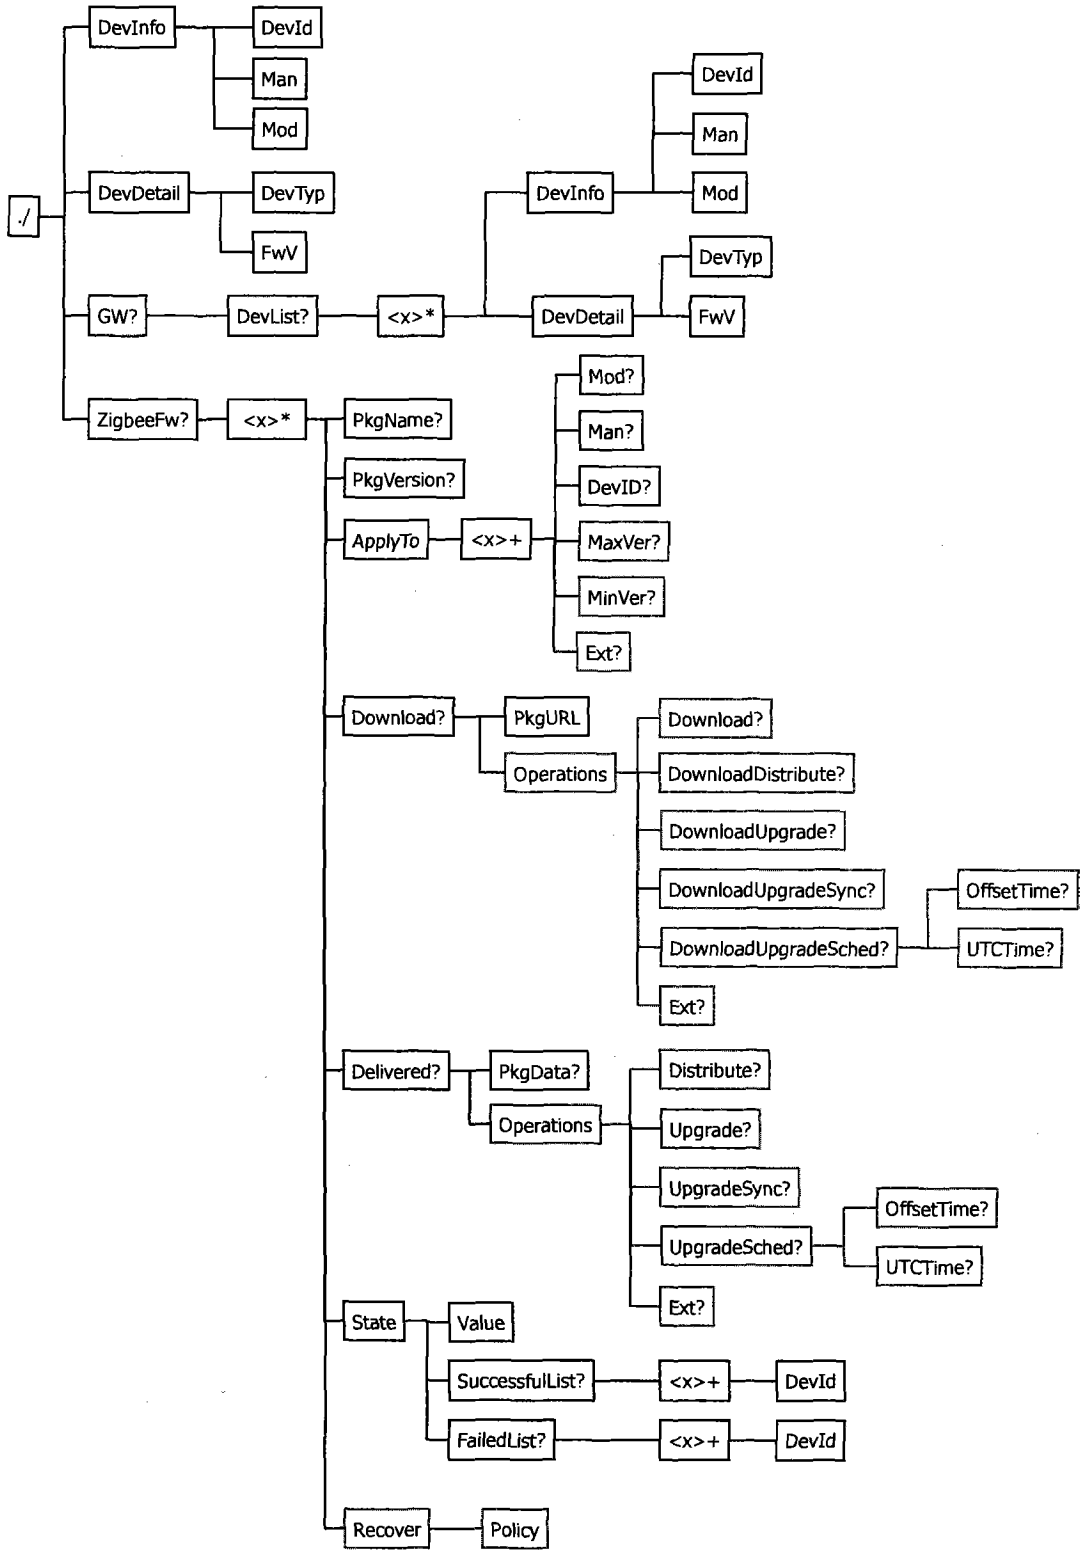 DevInfo
DevId
Man
Mod
DevDetail
DevTyp
FwV
./
DevInfo
DevId
Man
Mod
GW?
DevList?
<x>*
DevDetail
DevTyp
FwV
ZigbeeFw?
<x>*
PkgName?
PkgVersion?
ApplyTo
<x>+
Mod?
Man?
DevID?
MaxVer?
MinVer?
Ext?
Download?
PkgURL
Operations
Download?
DownloadDistribute?
DownloadUpgrade?
DownloadUpgradeSync?
DownloadUpgradeSched?
OffsetTime?
UTCTime?
Ext?
Delivered?
PkgData?
Operations
Distribute?
Upgrade?
UpgradeSync?
UpgradeSched?
OffsetTime?
UTCTime?
Ext?
State
Value
SuccessfulList?
<x>+
DevId
FailedList?
<x>+
DevId
Recover
Policy